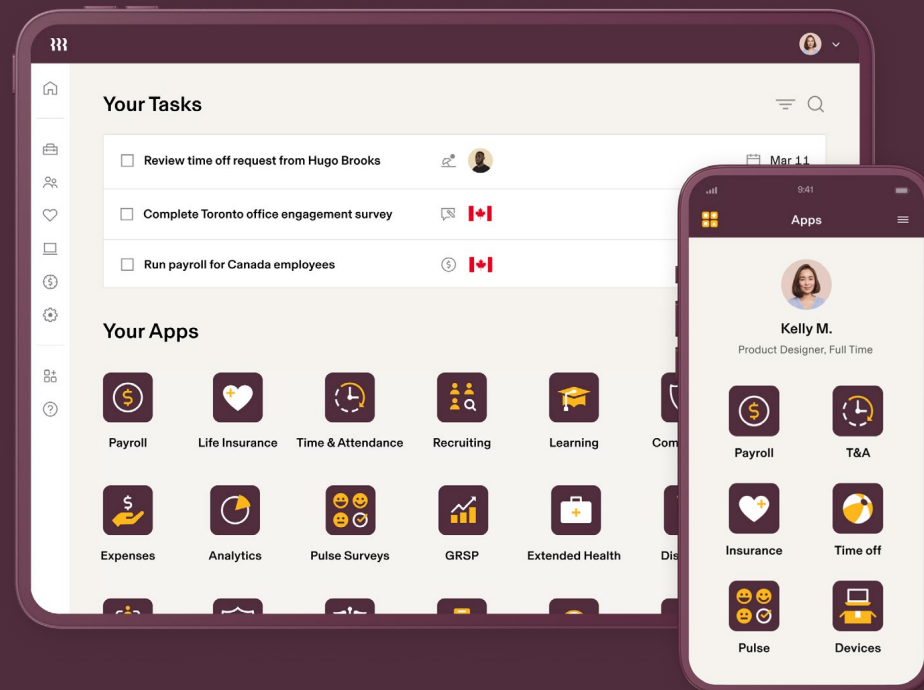 Your Tasks
Review time off request from Hugo Brooks
Mar 11
Complete Toronto office engagement survey
Run payroll for Canada employees
Your Apps
Payroll
Life Insurance
Time & Attendance
Recruiting
Learning
Com
Expenses
Analytics
Pulse Surveys
GRSP
Extended Health
Dis
9:41
Apps
Kelly M.
Product Designer, Full Time
Payroll
T&A
Insurance
Time off
Pulse
Devices